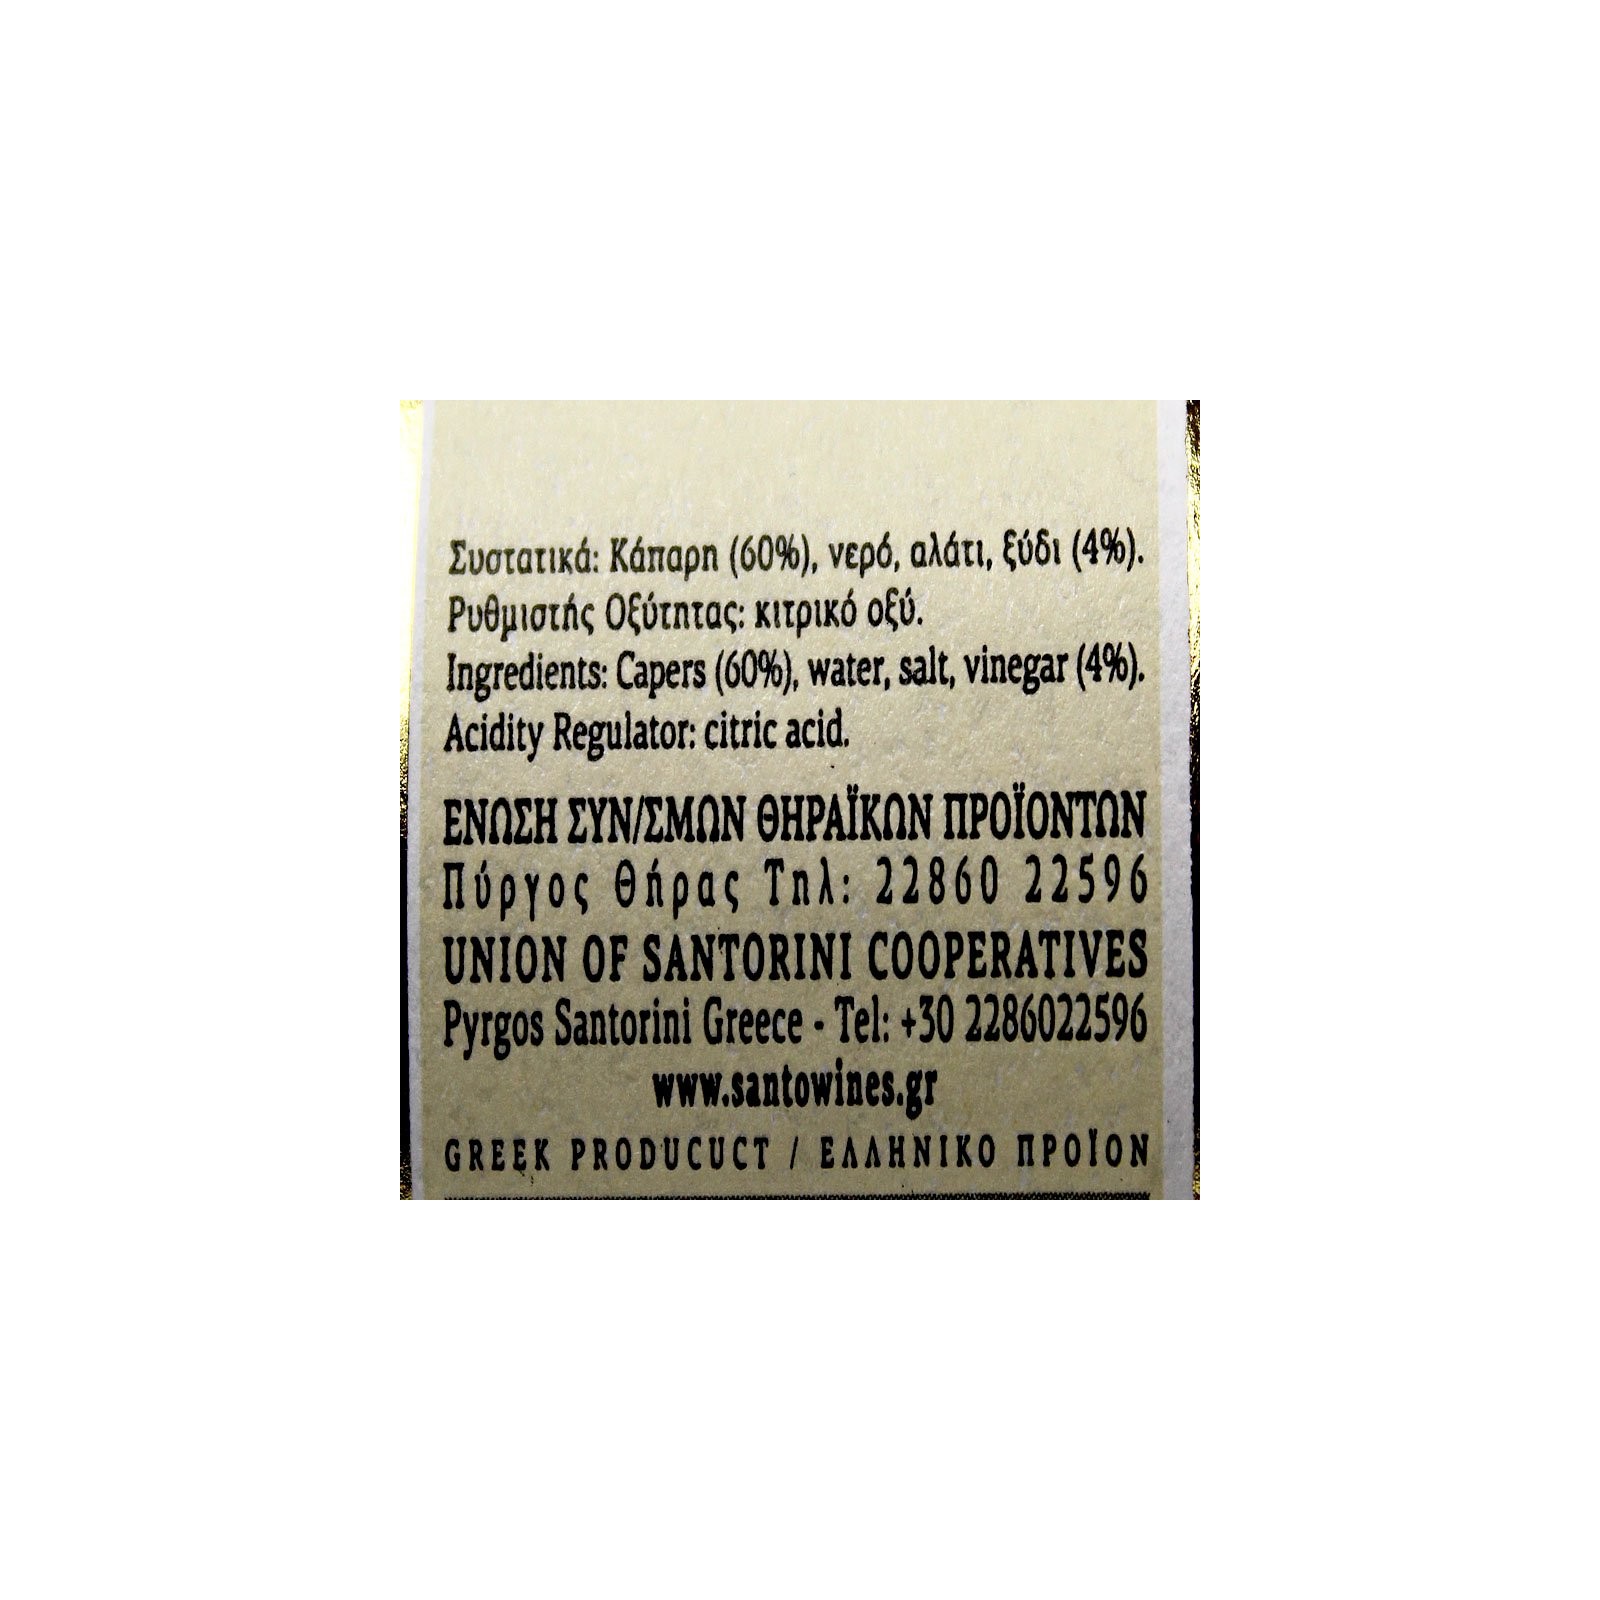 Συστατικά: Κάπαρη (60%), νερό, αλάτι, ξύδι (4%).
Ρυθμιστής Οξύτητας: κιτρικό οξύ.
Ingredients: Capers (60%), water, salt, vinegar (4%).
Acidity Regulator: citric acid.
ΕΝΩΣΗ ΣΥΝ/ΣΜΩΝ ΘΗΡΑΪΚΩΝ ΠΡΟΪΟΝΤΩΝ
Πύργος Θήρας Τηλ: 22860 22596
UNION OF SANTORINI COOPERATIVES
Pyrgos Santorini Greece - Tel: +30 2286022596
www.santowines.gr
GREEK PRODUCUCT / ΕΛΛΗΝΙΚΟ ΠΡΟΪΟΝ